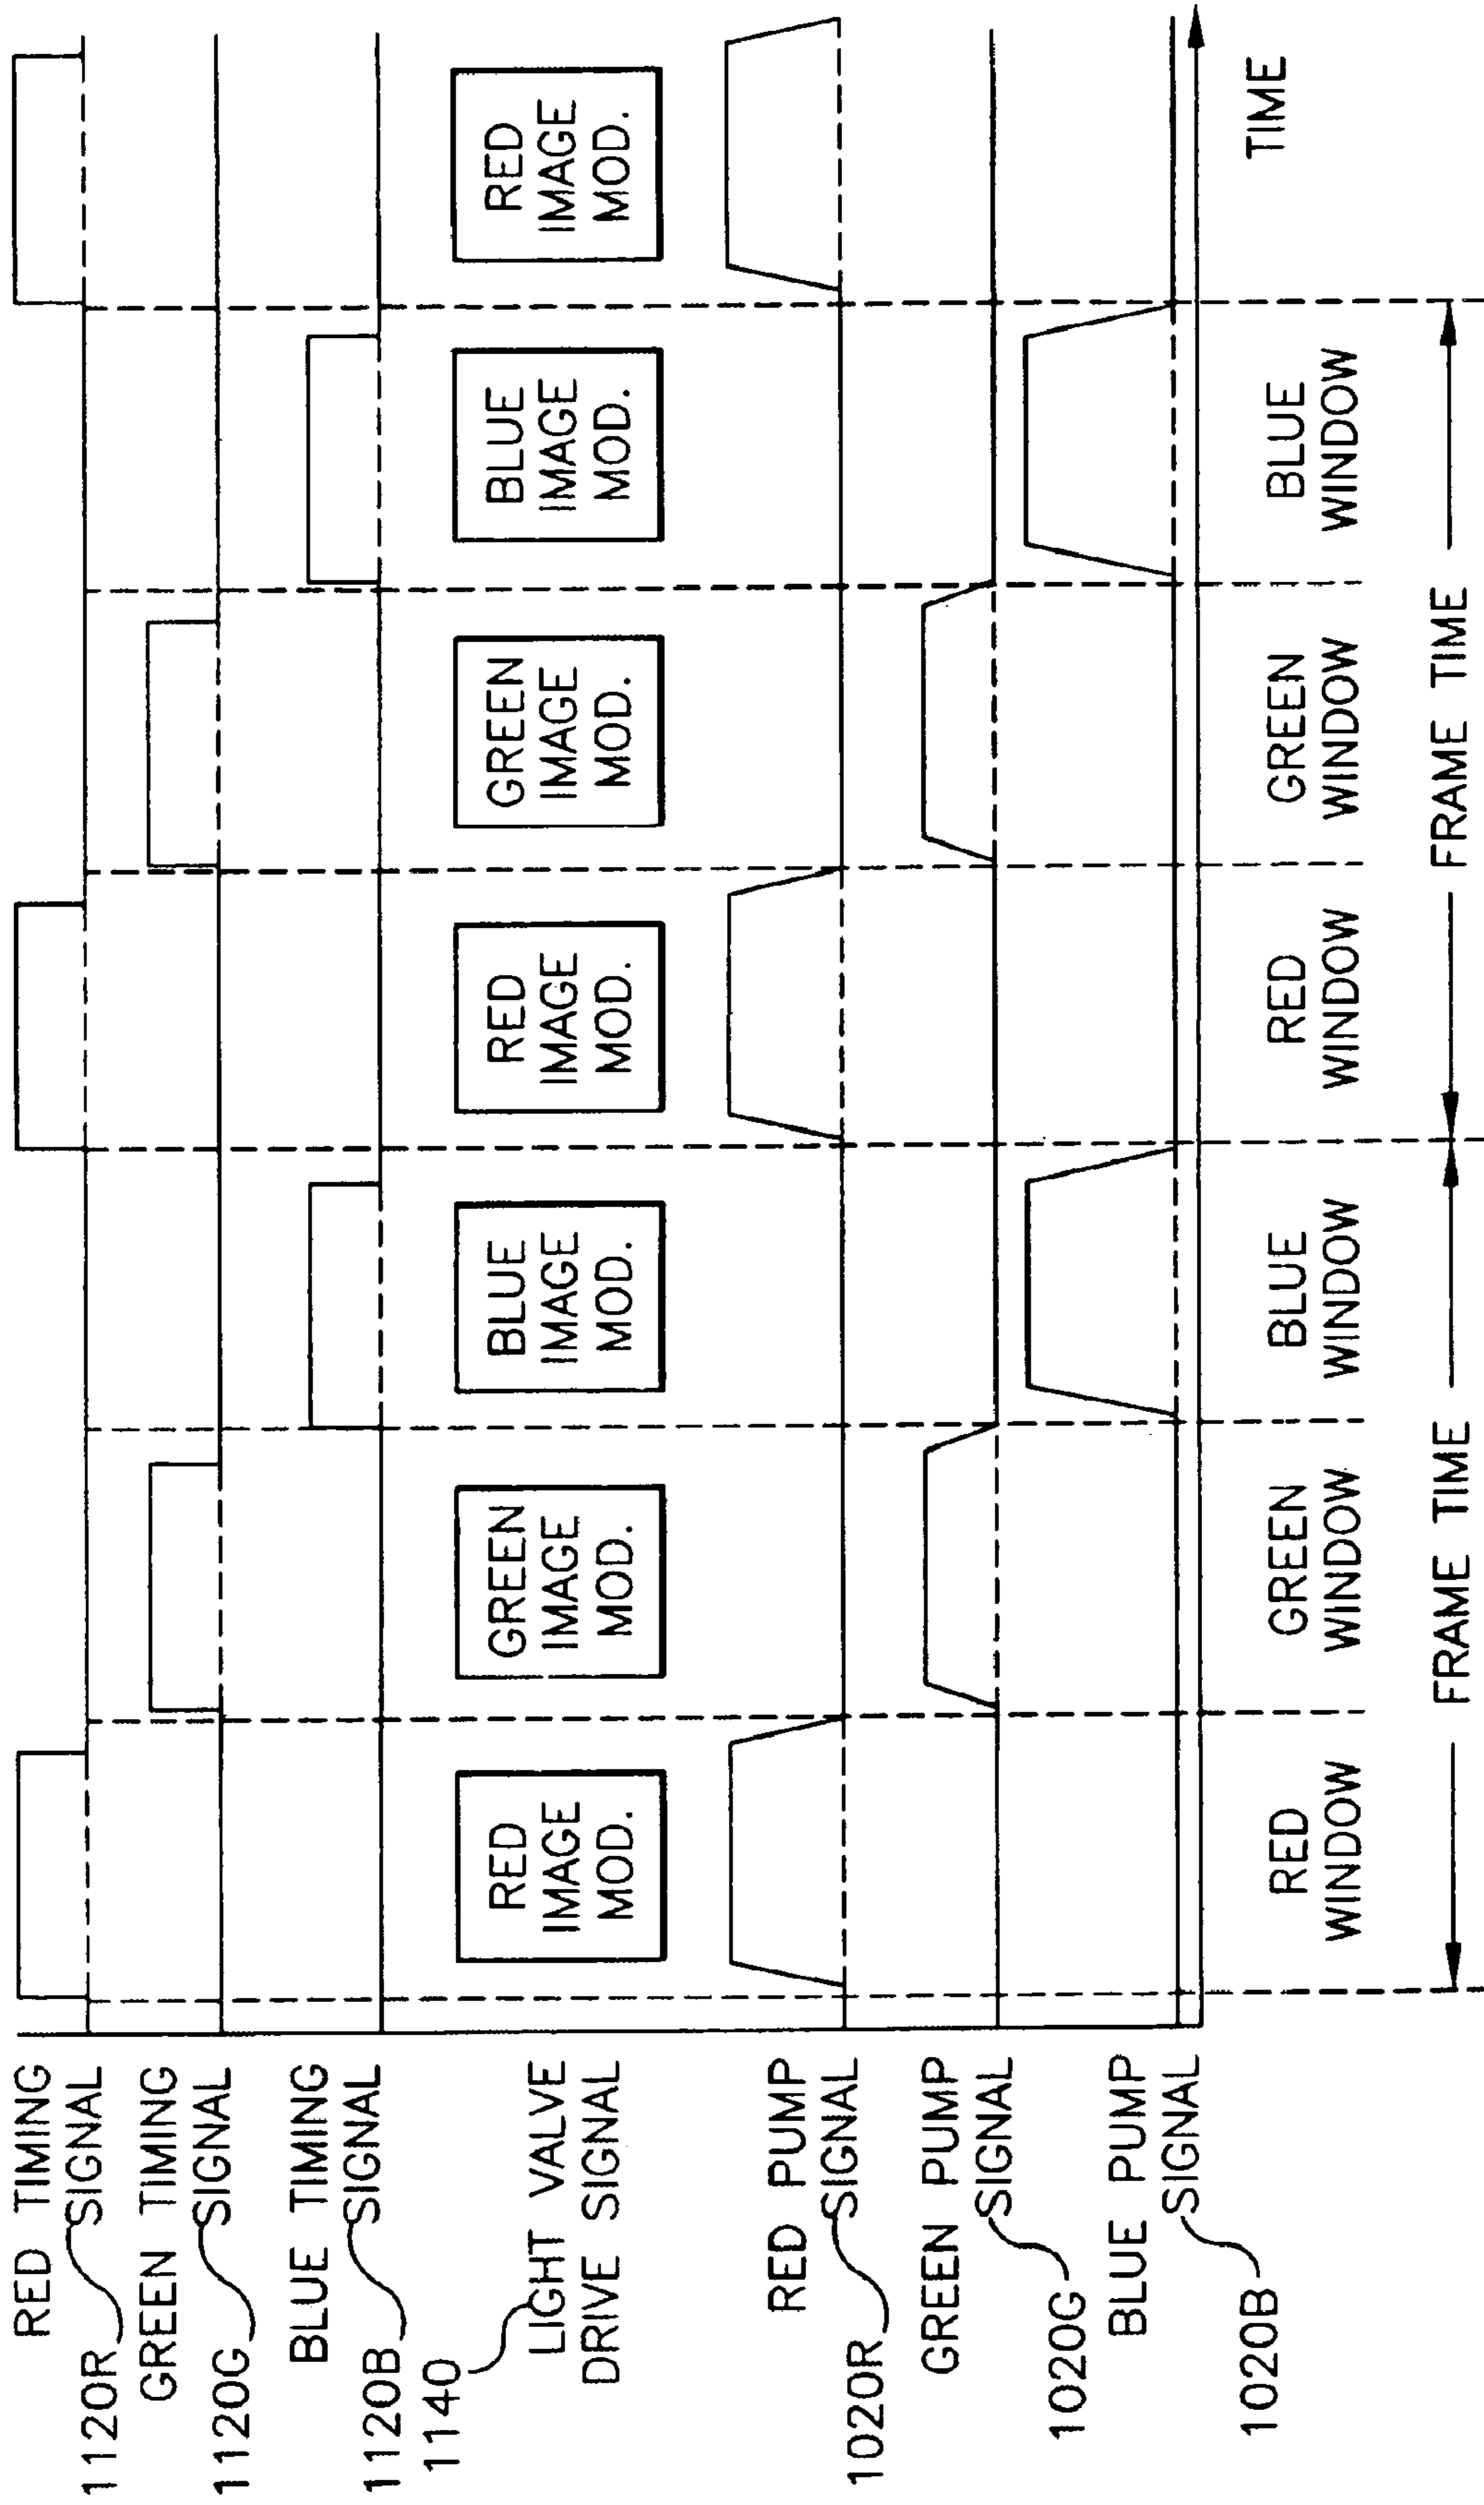 RED TIMING
SIGNAL
1120R
GREEN TIMING
SIGNAL
1120G
BLUE TIMING
SIGNAL
1120B
1140
LIGHT VALVE
DRIVE SIGNAL
RED
IMAGE
MOD.
GREEN
IMAGE
MOD.
BLUE
IMAGE
MOD.
RED
IMAGE
MOD.
GREEN
IMAGE
MOD.
BLUE
IMAGE
MOD.
RED
IMAGE
MOD.
RED PUMP
SIGNAL
1020R
GREEN PUMP
SIGNAL
1020G
BLUE PUMP
SIGNAL
1020B
RED
WINDOW
GREEN
WINDOW
BLUE
WINDOW
RED
WINDOW
GREEN
WINDOW
BLUE
WINDOW
TIME
FRAME TIME
FRAME TIME